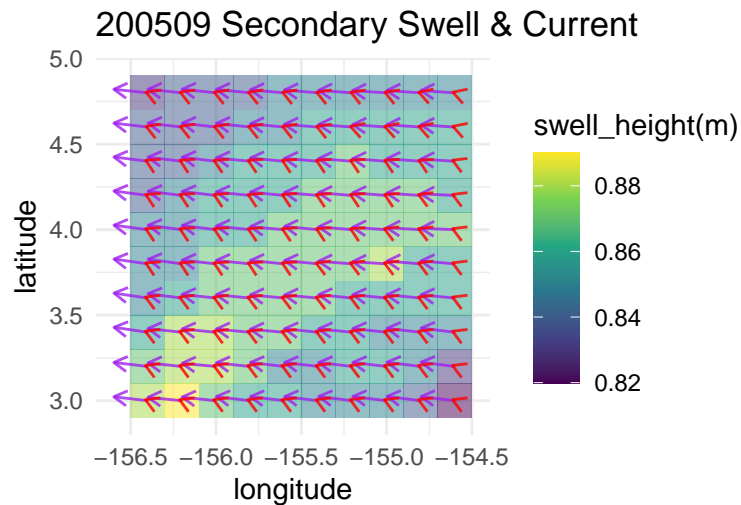 200509 Secondary Swell & Current
5.0
4.5
4.0
3.5
3.0
latitude
−156.5 −156.0 −155.5 −155.0 −154.5
longitude
swell_height(m)
0.88
0.86
0.84
0.82